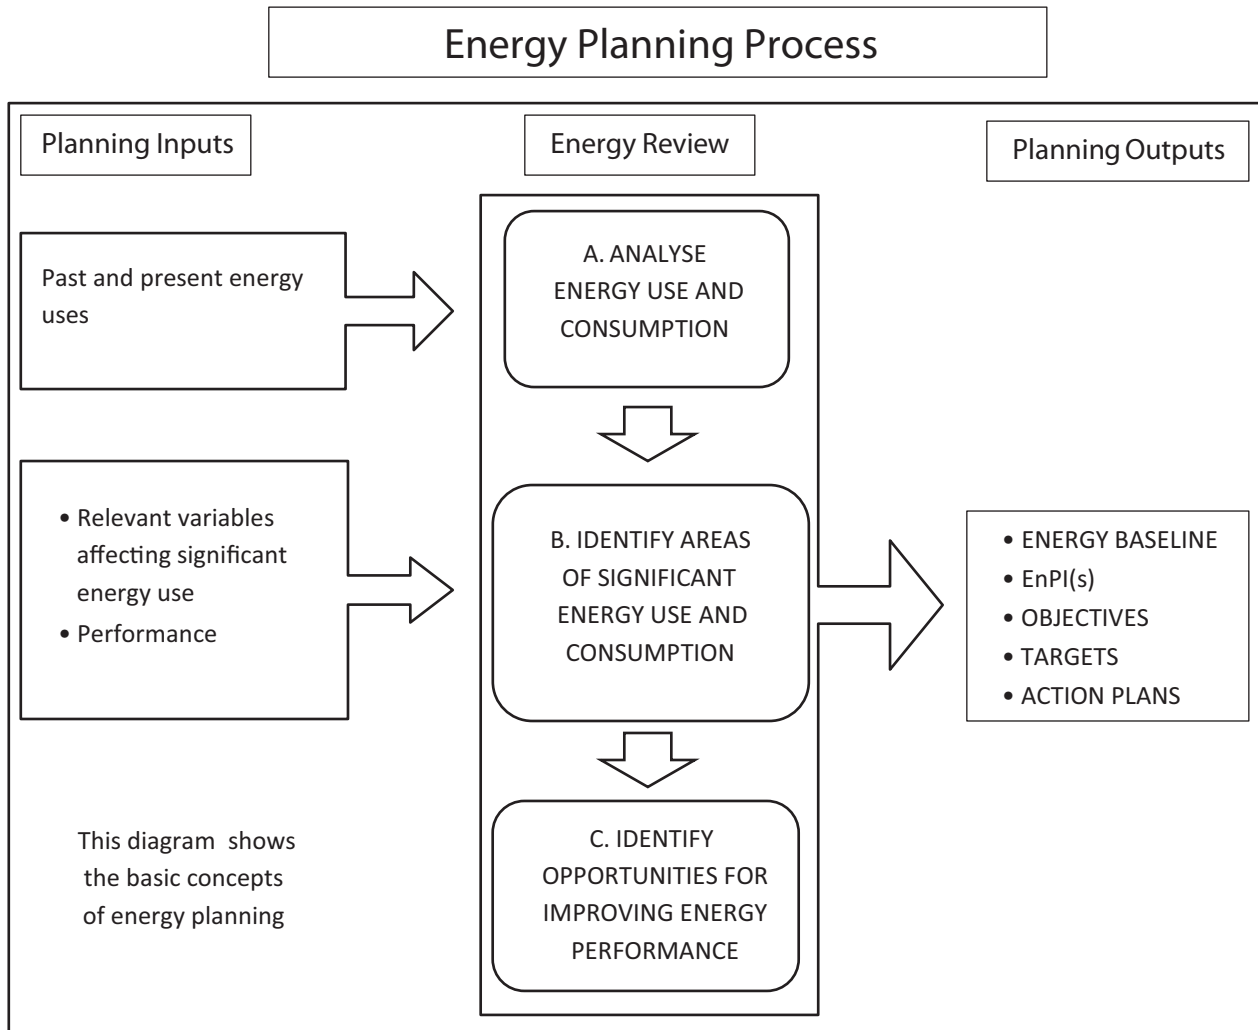 Energy Planning Process
Planning Inputs
Energy Review
Planning Outputs
Past and present energy
uses
A. ANALYSE
ENERGY USE AND
CONSUMPTION
• Relevant variables
affecting significant
energy use
• Performance
B. IDENTIFY AREAS
OF SIGNIFICANT
ENERGY USE AND
CONSUMPTION
• ENERGY BASELINE
• EnPI(s)
• OBJECTIVES
• TARGETS
• ACTION PLANS
C. IDENTIFY
OPPORTUNITIES FOR
IMPROVING ENERGY
PERFORMANCE
This diagram shows
the basic concepts
of energy planning